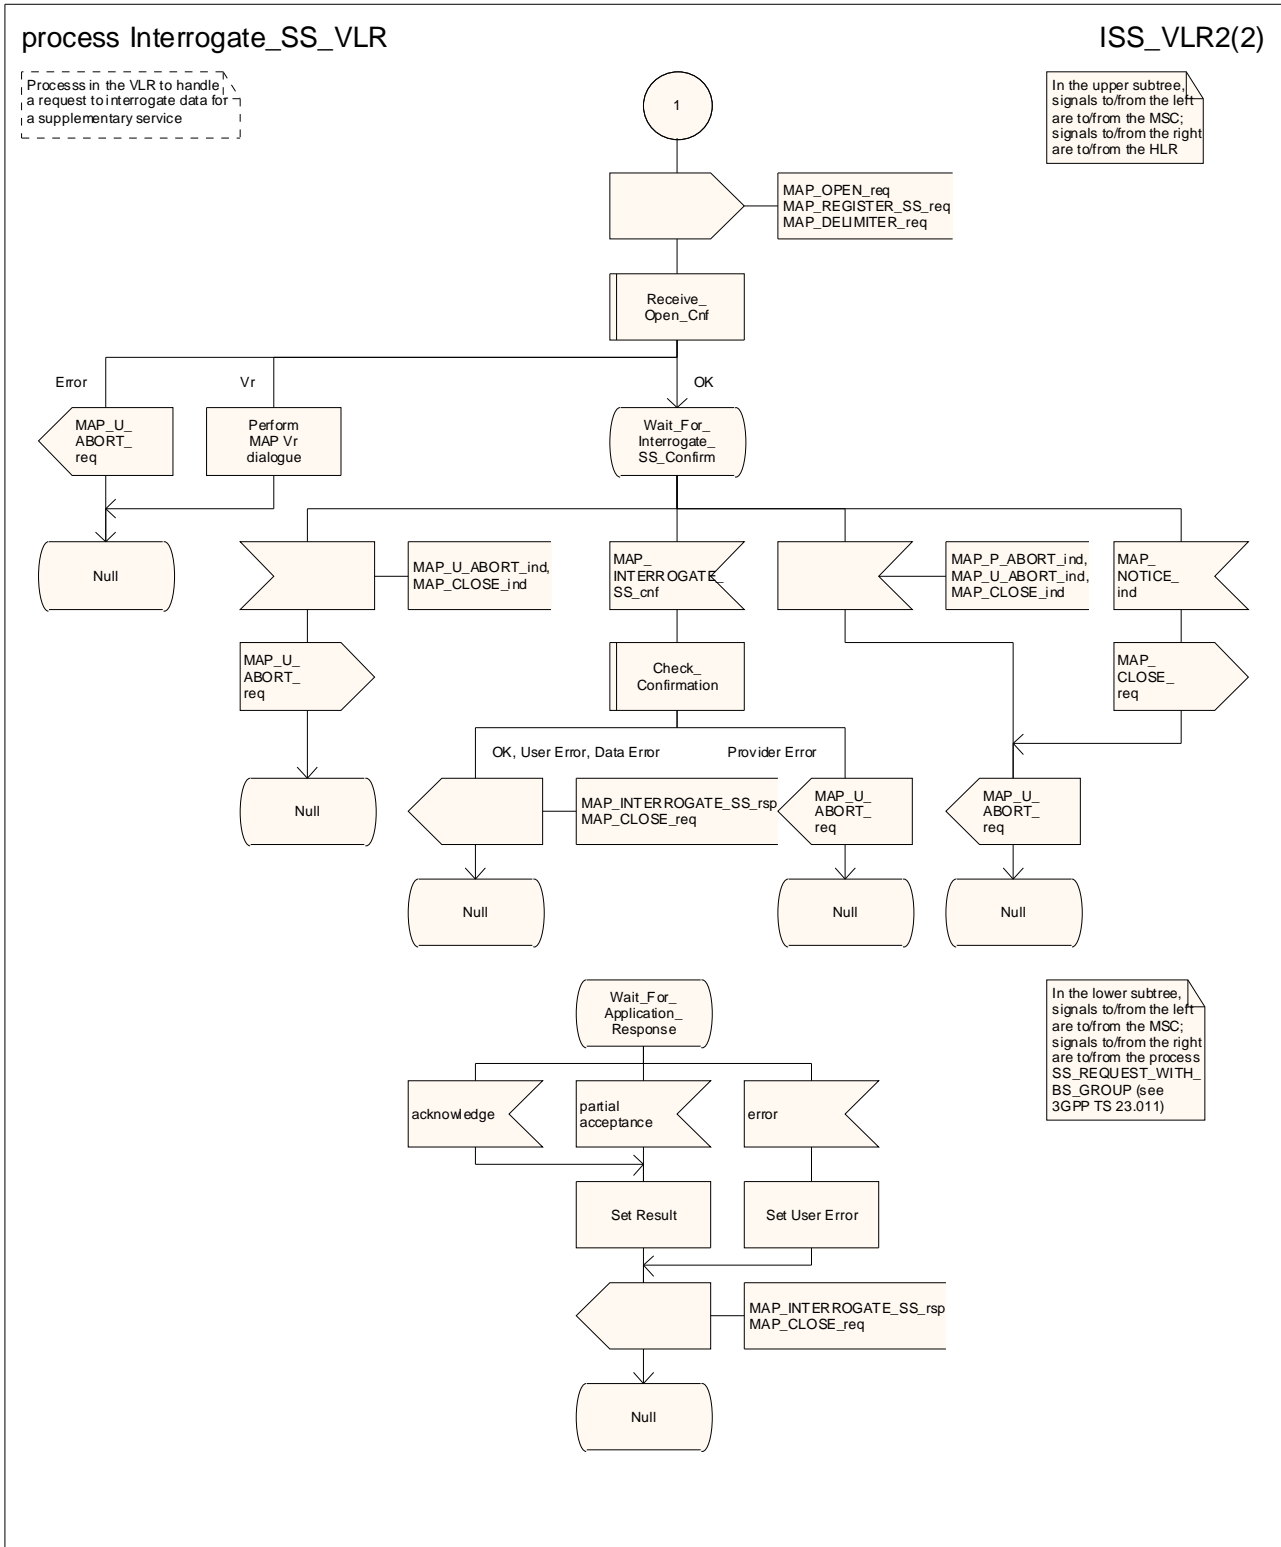 process Interrogate_SS_VLR
ISS_VLR2(2)
Processs in the VLR to handle
a request to interrogate data for
a supplementary service
1
In the upper subtree,
signals to/from the left
are to/from the MSC;
signals to/from the right
are to/from the HLR
MAP_OPEN_req
MAP_REGISTER_SS_req
MAP_DELIMITER_req
Receive_
Open_Cnf
Error
Vr
OK
MAP_U_
ABORT_
req
Perform
MAP Vr
dialogue
Wait_For_
Interrogate_
SS_Confirm
Null
MAP_U_ABORT_ind,
MAP_CLOSE_ind
MAP_
INTERROGATE_
SS_cnf
MAP_P_ABORT_ind,
MAP_U_ABORT_ind,
MAP_CLOSE_ind
MAP_
NOTICE_
ind
MAP_U_
ABORT_
req
Check_
Confirmation
MAP_
CLOSE_
req
OK, User Error, Data Error
Provider Error
Null
MAP_INTERROGATE_SS_rsp
MAP_CLOSE_req
MAP_U_
ABORT_
req
MAP_U_
ABORT_
req
Null
Null
Null
Wait_For_
Application_
Response
In the lower subtree,
signals to/from the left
are to/from the MSC;
signals to/from the right
are to/from the process
SS_REQUEST_WITH_
BS_GROUP (see
3GPP TS 23.011)
acknowledge
partial
acceptance
error
Set Result
Set User Error
MAP_INTERROGATE_SS_rsp
MAP_CLOSE_req
Null